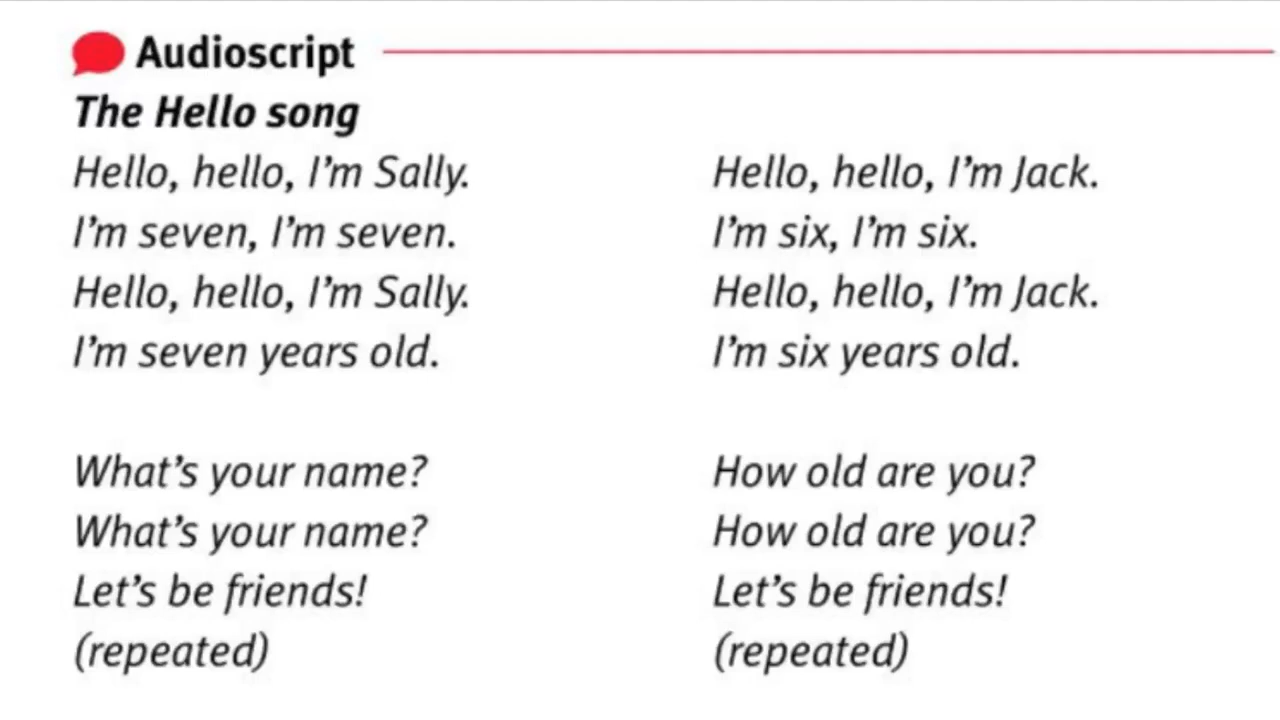 Audioscript
The Hello song
Hello, hello, I’m Sally.
I’m seven, I’m seven.
Hello, hello, I’m Sally.
I’m seven years old.
What’s your name?
What’s your name?
Let’s be friends!
(repeated)
Hello, hello, I’m Jack.
I’m six, I’m six.
Hello, hello, I’m Jack.
I’m six years old.
How old are you?
How old are you?
Let’s be friends!
(repeated)